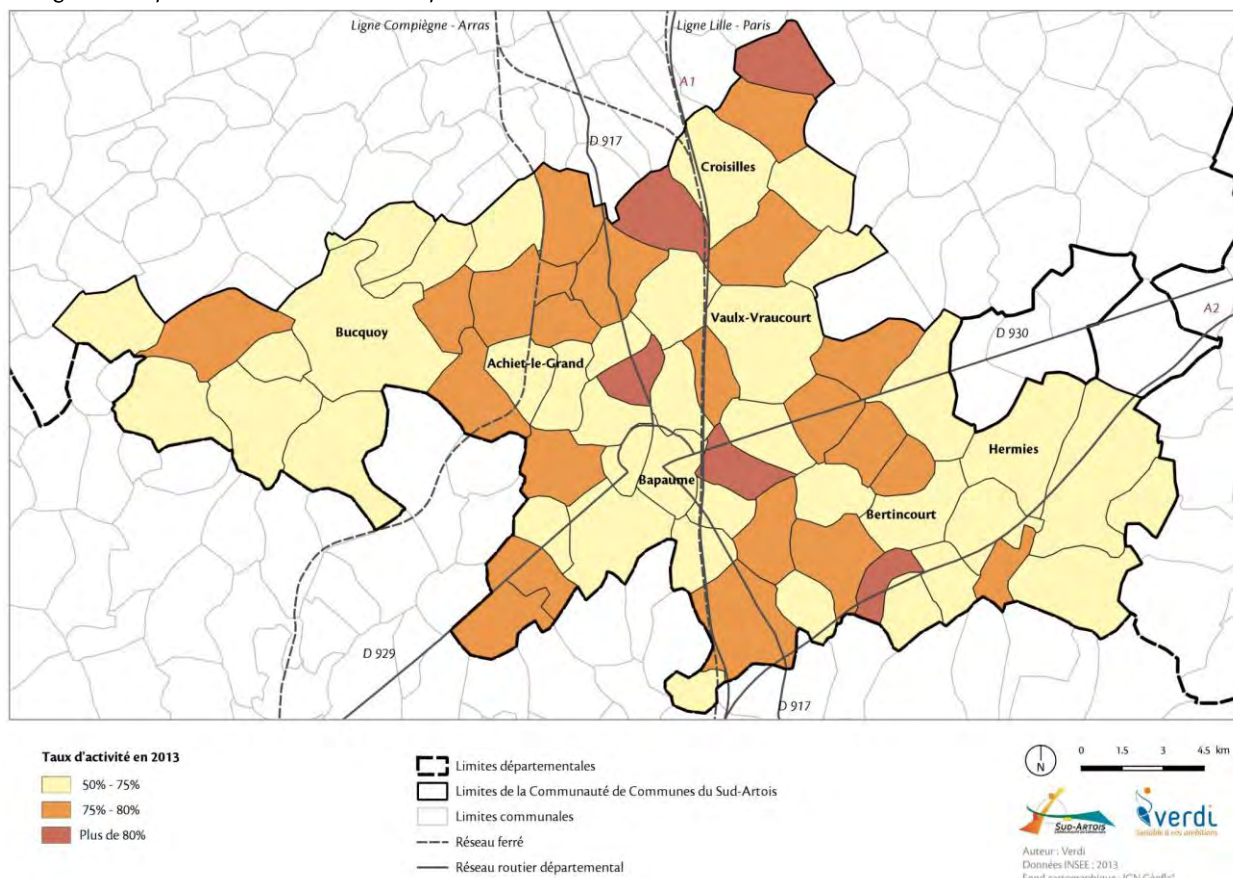 Ligne Compiègne - Arras
Ligne Lille - Paris
A1
D 917
Croisilles
Vaulx-Vraucourt
D 930
A2
Bucquoy
Achiet-le-Grand
Hermies
Bapaume
Bertincourt
D 929
D 917
Taux d'activité en 2013
50% - 75%
75% - 80%
Plus de 80%
Limites départementales
Limites de la Communauté de Communes du Sud-Artois
Limites communales
Réseau ferré
Réseau routier départemental
N
0 1.5 3 4.5 km
SUD-ARTOIS
verdi
Sensible à vos ambitions
Auteur : Verdi
Données INSEE : 2013